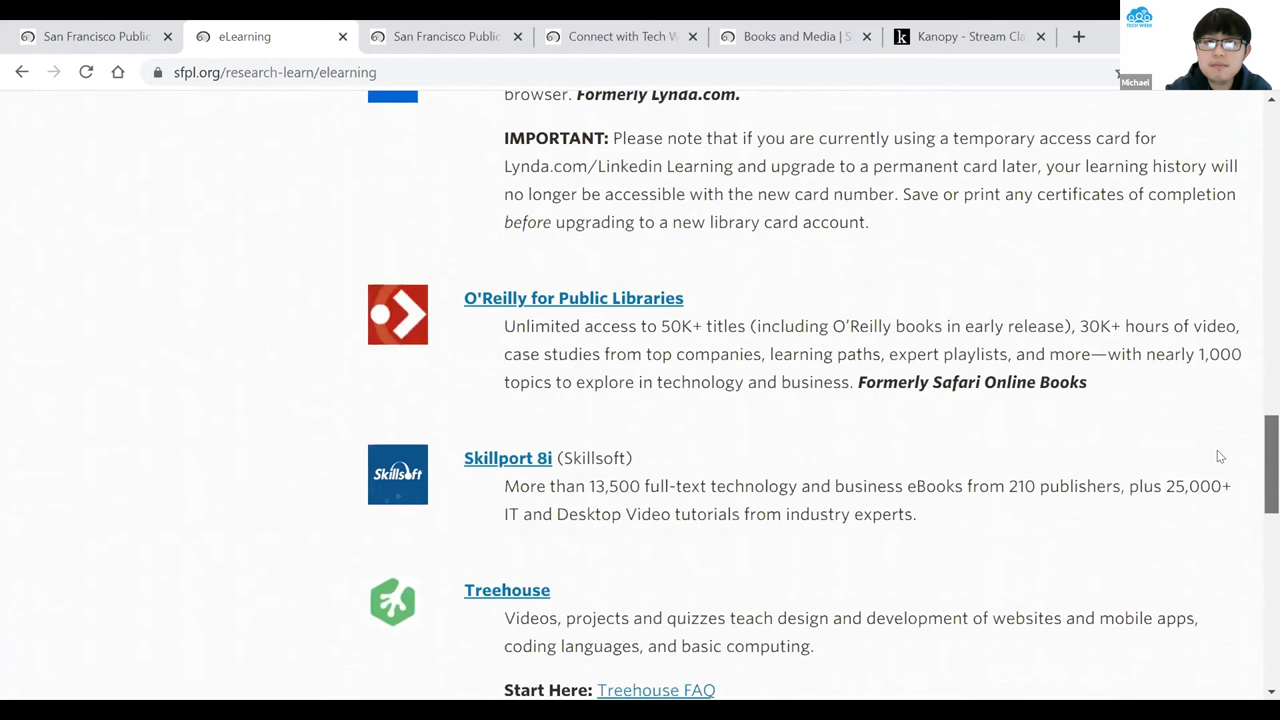 San Francisco Public
eLearning
San Francisco Public
Connect with Tech W
Books and Media | S
k
Kanopy - Stream Cla
TECH WEEK
sfpl.org/research-learn/elearning
Michael
browser. Formerly Lynda.com.
IMPORTANT: Please note that if you are currently using a temporary access card for
Lynda.com/Linkedin Learning and upgrade to a permanent card later, your learning history will
no longer be accessible with the new card number. Save or print any certificates of completion
before upgrading to a new library card account.
O'Reilly for Public Libraries
Unlimited access to 50K+ titles (including O’Reilly books in early release), 30K+ hours of video,
case studies from top companies, learning paths, expert playlists, and more—with nearly 1,000
topics to explore in technology and business. Formerly Safari Online Books
Skillsoft
Skillport 8i (Skillsoft)
More than 13,500 full-text technology and business eBooks from 210 publishers, plus 25,000+
IT and Desktop Video tutorials from industry experts.
Treehouse
Videos, projects and quizzes teach design and development of websites and mobile apps,
coding languages, and basic computing.
Start Here: Treehouse FAQ